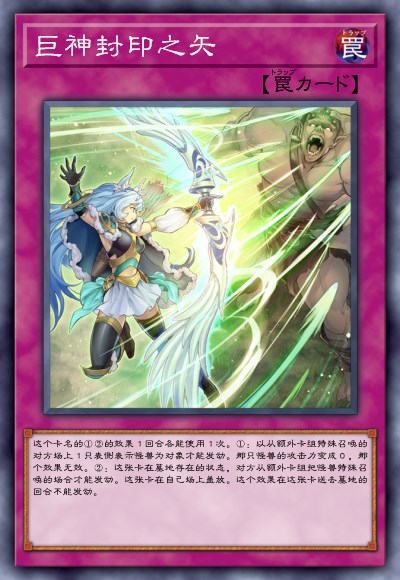 巨神封印之矢
トラップ
罠
トラップ
【罠カード】
这个卡名的①②的效果1回合各能使用1次。①：以从额外卡组特殊召唤的
对方场上1只表侧表示怪兽为对象才能发动。那只怪兽的攻击力变成0，那
个效果无效。②：这张卡在墓地存在的状态，对方从额外卡组把怪兽特殊召
唤的场合才能发动。这张卡在自己场上盖放。这个效果在这张卡送去墓地的
回合不能发动。